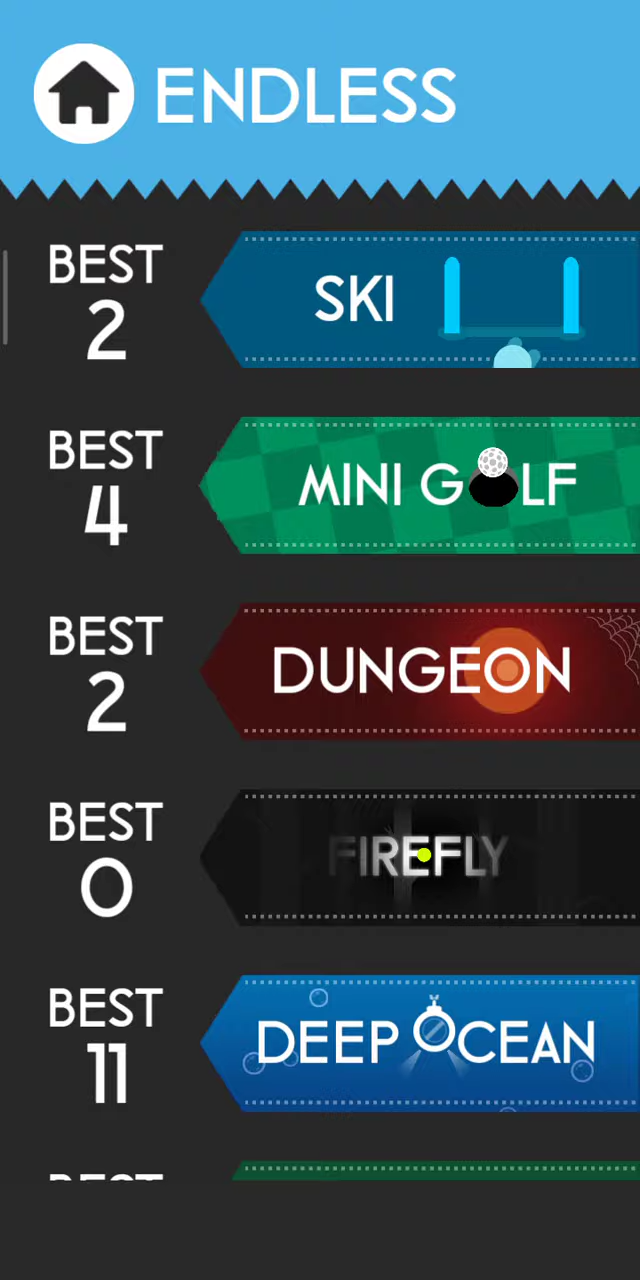 ENDLESS
BEST
2
SKI
BEST
4
MINI GOLF
BEST
2
DUNGEON
BEST
0
FIREFLY
BEST
11
DEEP OCEAN